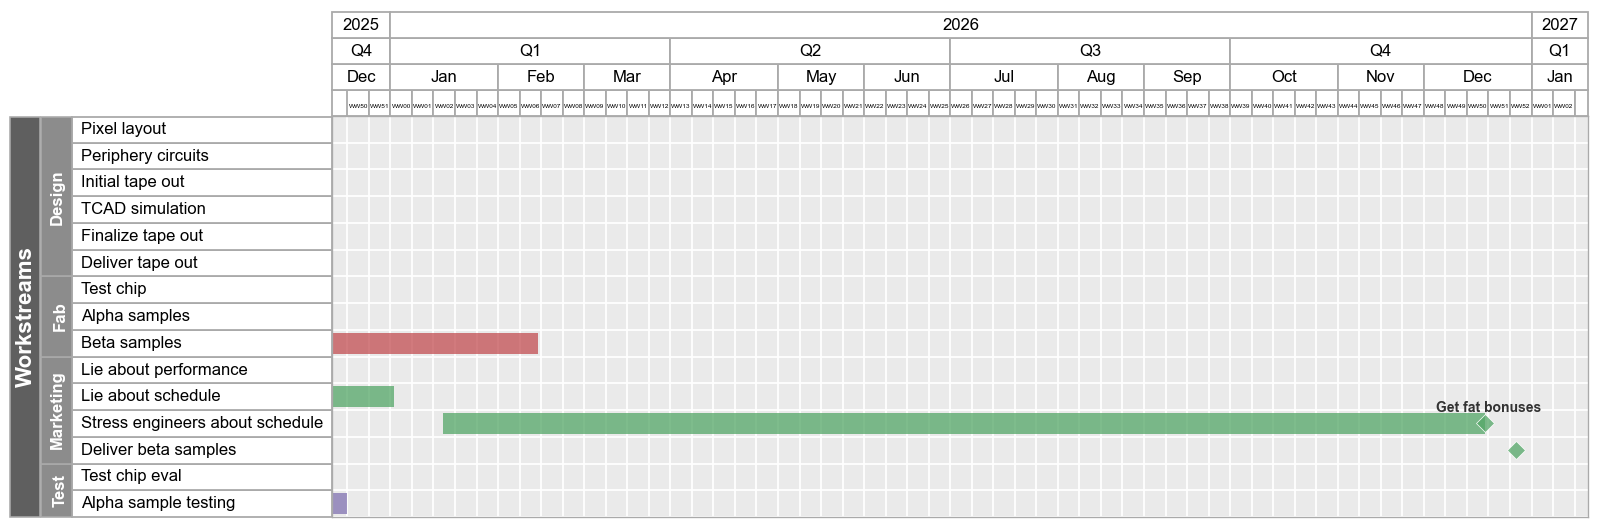 2025 2026 2027
Q4 Q1 Q2 Q3 Q4 Q1
Dec Jan Feb Mar Apr May Jun Jul Aug Sep Oct Nov Dec Jan
WW50 WW51 WW00 WW01 WW02 WW03 WW04 WW05 WW06 WW07 WW08 WW09 WW10 WW11 WW12 WW13 WW14 WW15 WW16 WW17 WW18 WW19 WW20 WW21 WW22 WW23 WW24 WW25 WW26 WW27 WW28 WW29 WW30 WW31 WW32 WW33 WW34 WW35 WW36 WW37 WW38 WW39 WW40 WW41 WW42 WW43 WW44 WW45 WW46 WW47 WW48 WW49 WW50 WW51 WW52 WW01 WW02
Workstreams
Design
Pixel layout
Periphery circuits
Initial tape out
TCAD simulation
Finalize tape out
Deliver tape out
Fab
Test chip
Alpha samples
Beta samples
Marketing
Lie about performance
Lie about schedule
Get fat bonuses
Stress engineers about schedule
Deliver beta samples
Test
Test chip eval
Alpha sample testing